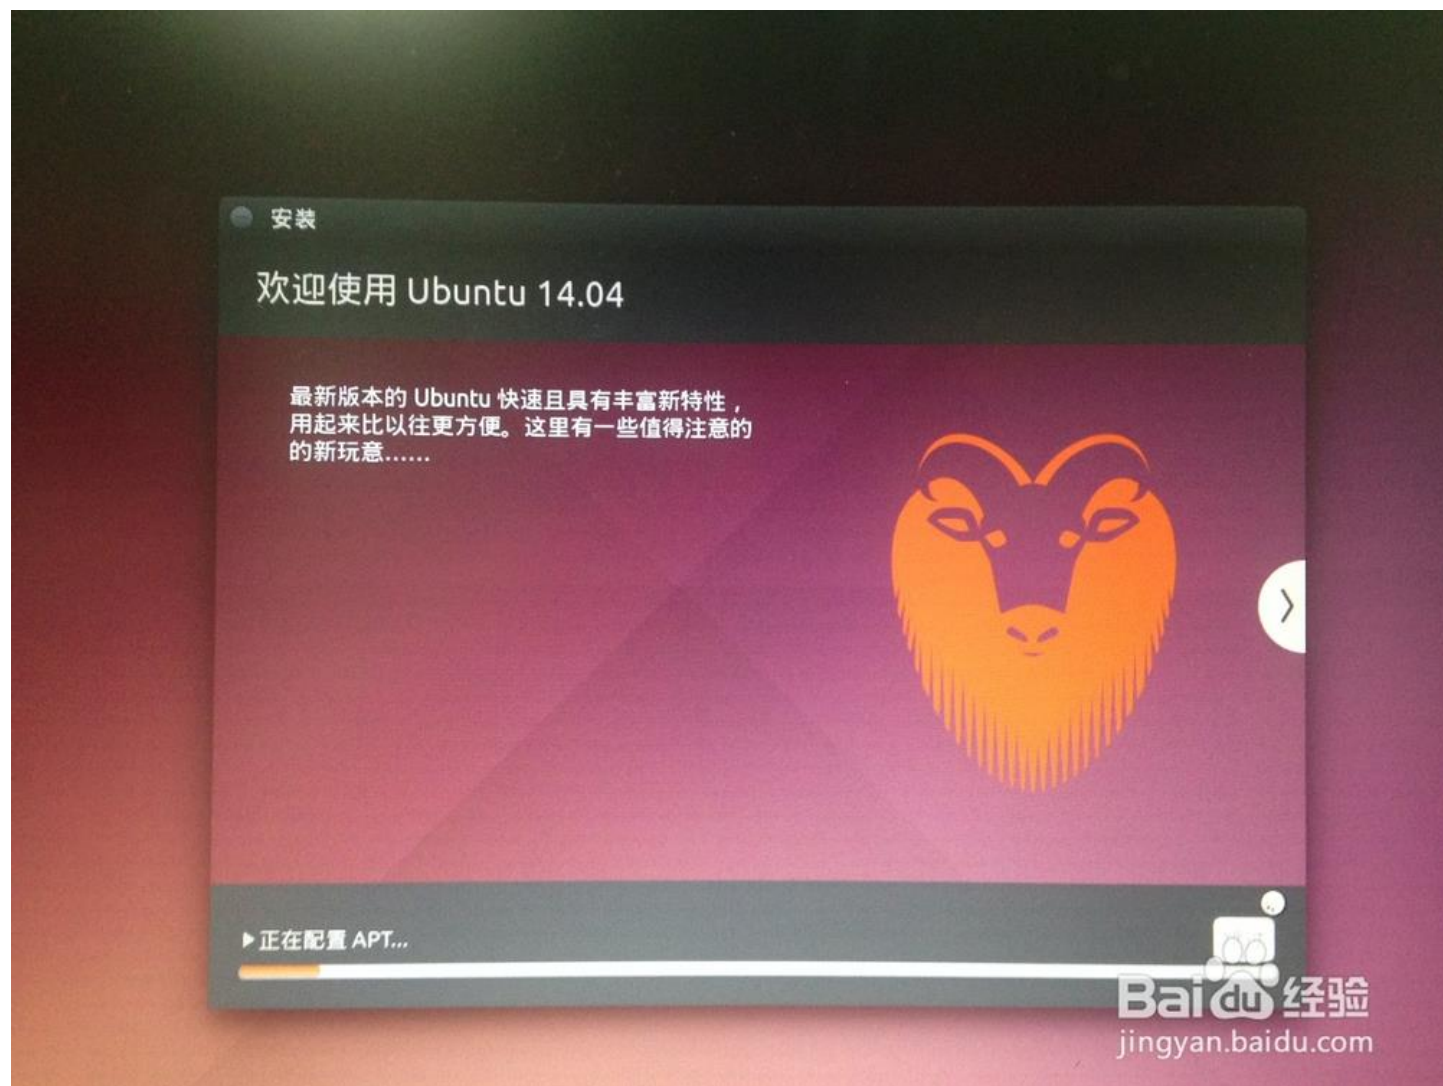 安装
欢迎使用 Ubuntu 14.04
最新版本的 Ubuntu 快速且具有丰富新特性，
用起来比以往更方便。这里有一些值得注意的
的新玩意……
正在配置 APT...
Bai du 经验
jingyan.baidu.com